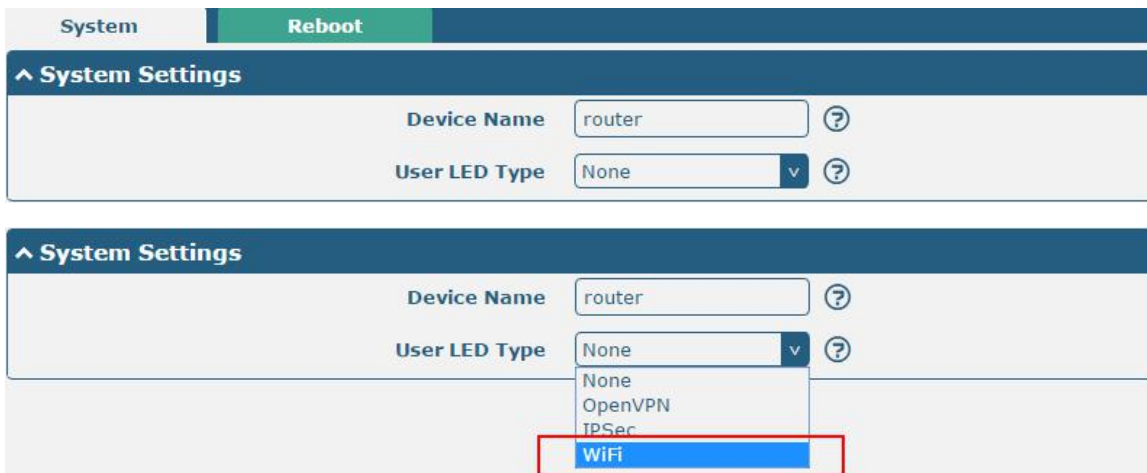 System Reboot
^ System Settings
Device Name router ?
User LED Type None v ?
^ System Settings
Device Name router ?
User LED Type None v ?
None
OpenVPN
IPSec
WiFi